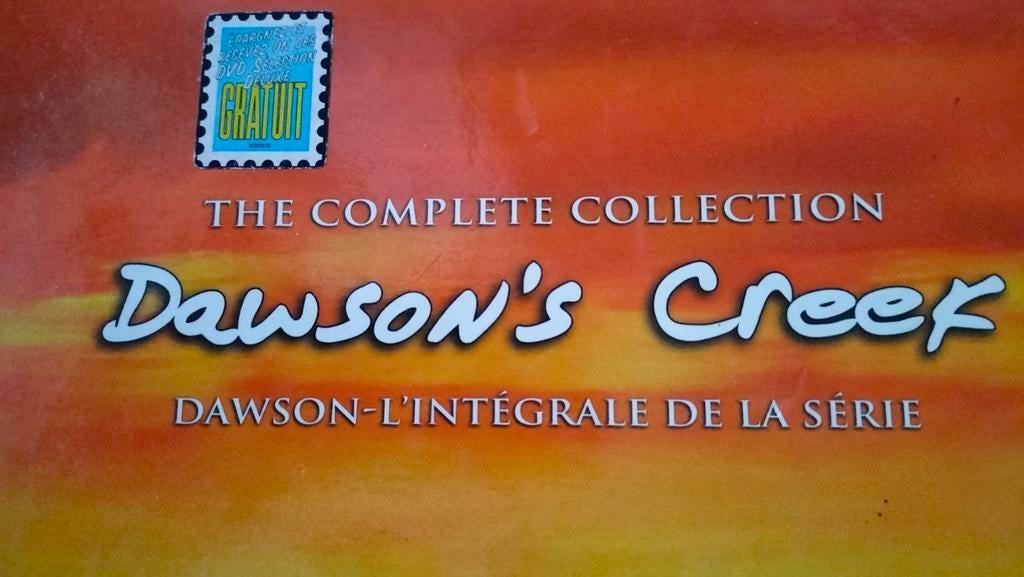 ÉPARGNEZ ET
RECEVEZ UN DES
DVD SÉLECTION
DELUXE
GRATUIT
THE COMPLETE COLLECTION
Dawson's Creek
DAWSON-L'INTÉGRALE DE LA SÉRIE